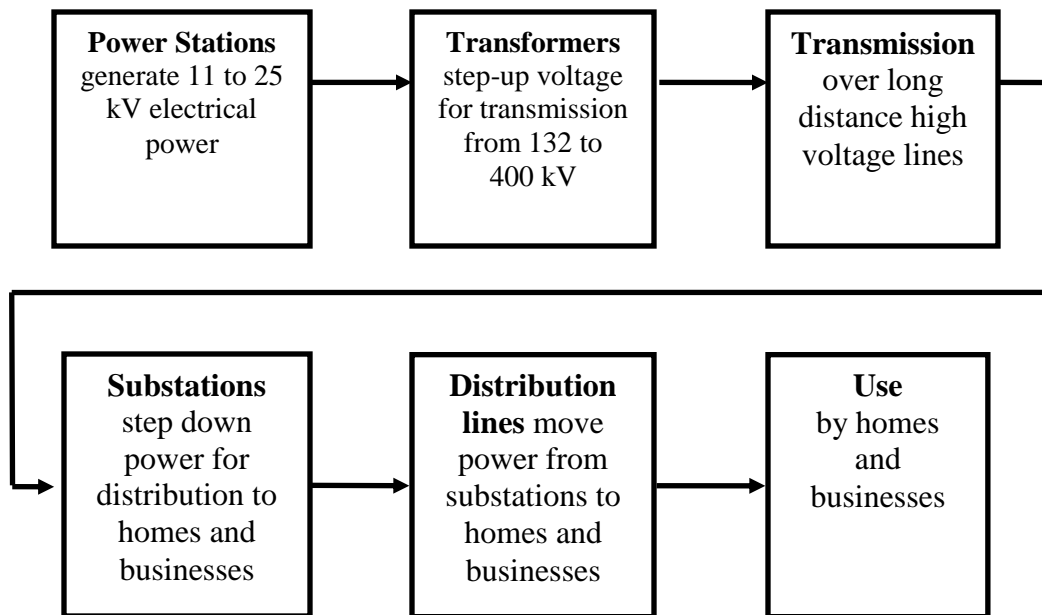 Power Stations
generate 11 to 25
kV electrical
power
Transformers
step-up voltage
for transmission
from 132 to
400 kV
Transmission
over long
distance high
voltage lines
Substations
step down
power for
distribution to
homes and
businesses
Distribution
lines move
power from
substations to
homes and
businesses
Use
by homes
and
businesses